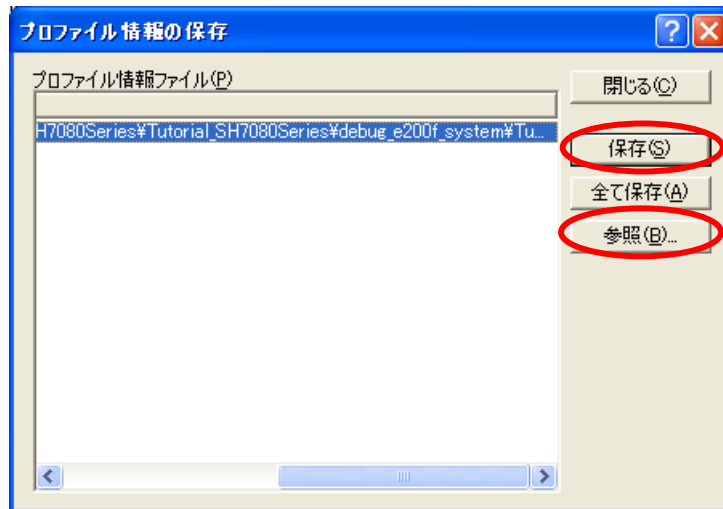 プロファイル情報の保存
プロファイル情報ファイル(P)
H7080Series¥Tutorial_SH7080Series¥debug_e200f_system¥Tu...
閉じる(C)
保存(S)
全て保存(A)
参照(B)...